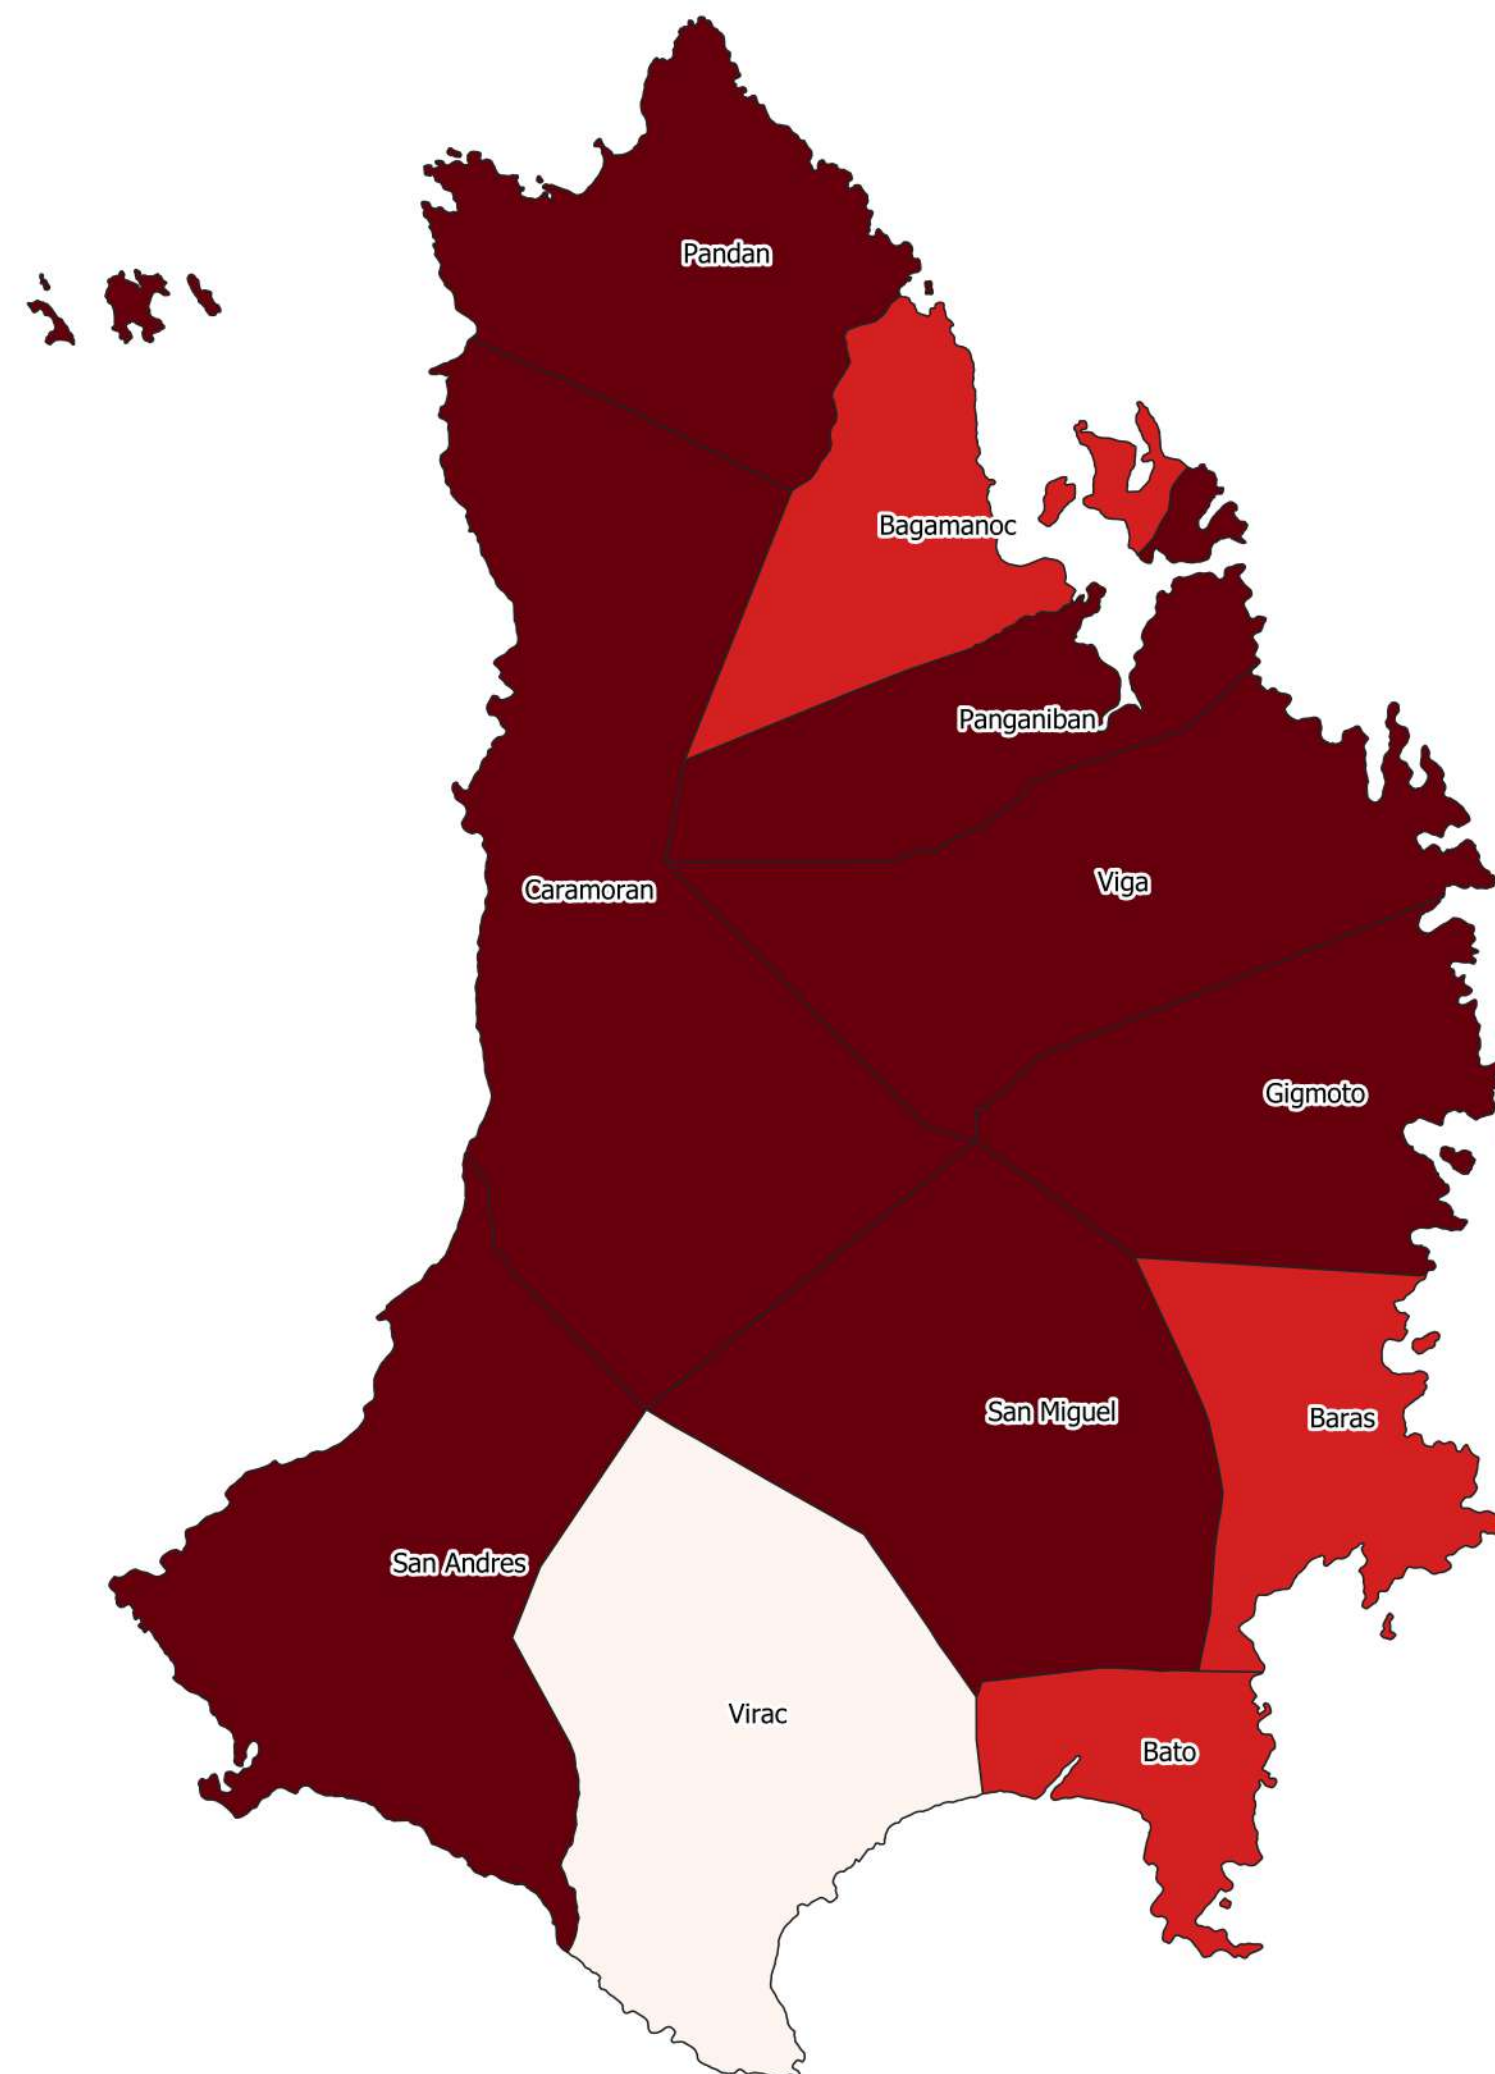 Pandan
Bagamanoc
Panganiban
Viga
Caramoran
Gigmoto
San Miguel
Baras
San Andres
Virac
Bato